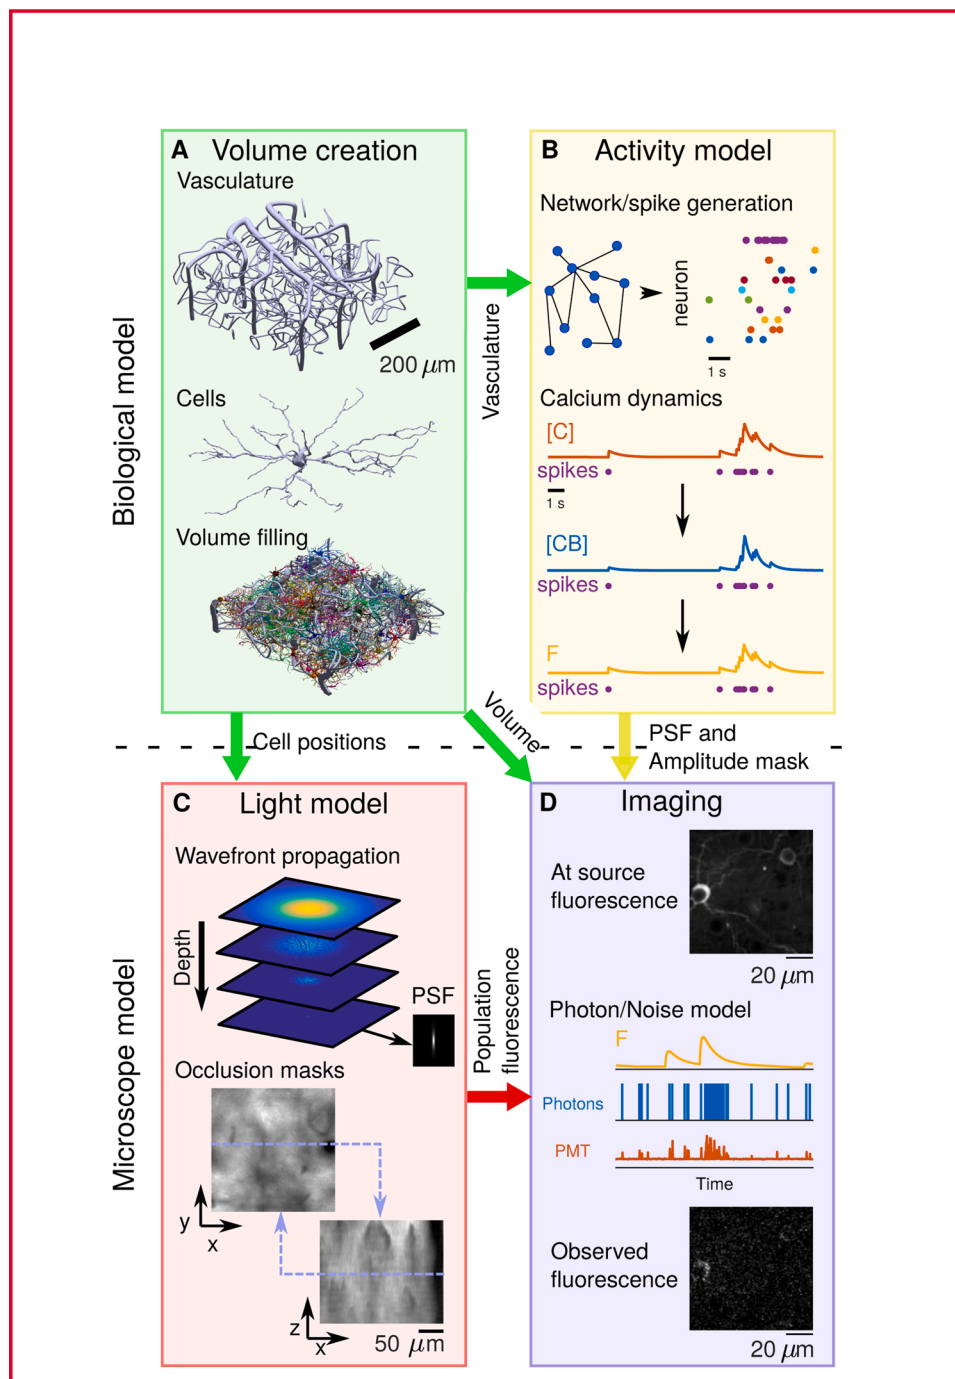 A Volume creation
Vasculature
200 μm
Cells
Volume filling
Biological model
Vasculature
B Activity model
Network/spike generation
neuron
1 s
Calcium dynamics
[C]
spikes
1 s
[CB]
spikes
F
spikes
Cell positions
Volume
PSF and
Amplitude mask
Microscope model
C Light model
Wavefront propagation
Depth
PSF
Occlusion masks
y
x
z
x
50 μm
Population
fluorescence
D Imaging
At source
fluorescence
20 μm
Photon/Noise model
F
Photons
PMT
Time
Observed
fluorescence
20 μm